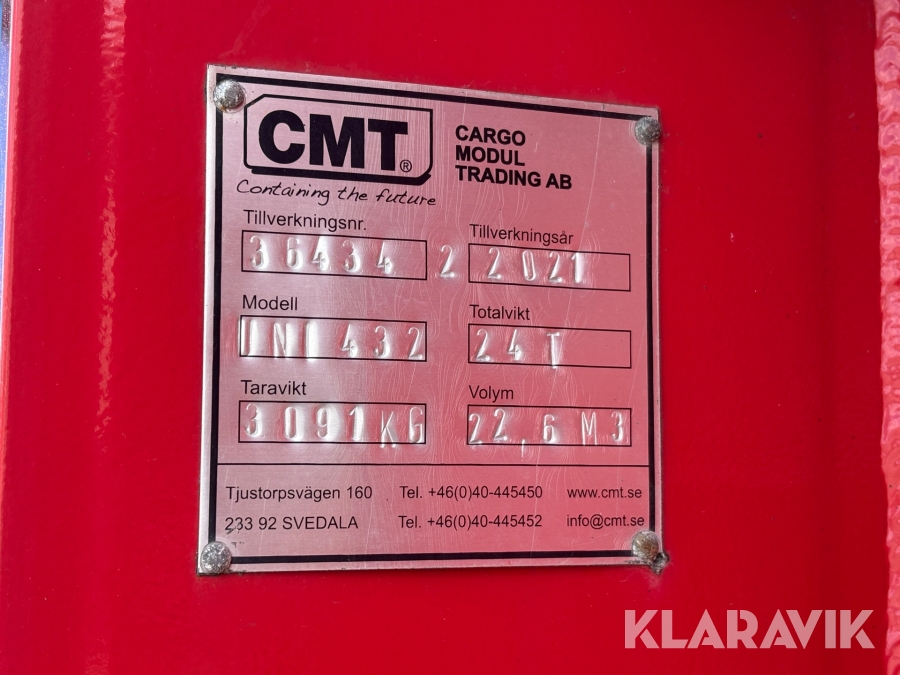 CMT®
CARGO
MODUL
TRADING AB
Containing the future
Tillverkningsnr.
36434 2
Tillverkningsår
2021
Modell
UNI 432
Totalvikt
24T
Taravikt
3091KG
Volym
22,6 M3
Tjustorpsvägen 160 Tel. +46(0)40-445450 www.cmt.se
233 92 SVEDALA Tel. +46(0)40-445452 info@cmt.se
KLARAVIK